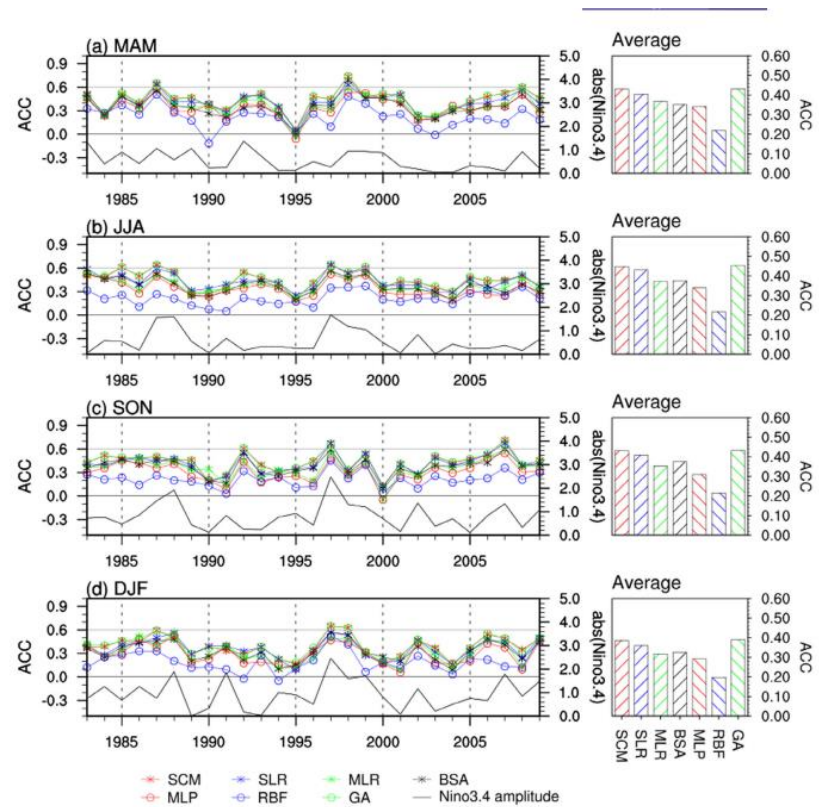 (a) MAM
Average
0.9
0.6
0.3
0.0
-0.3
ACC
5.0
4.0
3.0
2.0
1.0
0.0
abs(Nino3.4)
0.60
0.50
0.40
0.30
0.20
0.10
0.00
ACC
1985 1990 1995 2000 2005
(b) JJA
Average
0.9
0.6
0.3
0.0
-0.3
ACC
5.0
4.0
3.0
2.0
1.0
0.0
abs(Nino3.4)
0.60
0.50
0.40
0.30
0.20
0.10
0.00
ACC
1985 1990 1995 2000 2005
(c) SON
Average
0.9
0.6
0.3
0.0
-0.3
ACC
5.0
4.0
3.0
2.0
1.0
0.0
abs(Nino3.4)
0.60
0.50
0.40
0.30
0.20
0.10
0.00
ACC
1985 1990 1995 2000 2005
(d) DJF
Average
0.9
0.6
0.3
0.0
-0.3
ACC
5.0
4.0
3.0
2.0
1.0
0.0
abs(Nino3.4)
0.60
0.50
0.40
0.30
0.20
0.10
0.00
ACC
1985 1990 1995 2000 2005
SCM SLR MLR BSA MLP RBF GA
SCM SLR MLR BSA
MLP RBF GA Nino3.4 amplitude